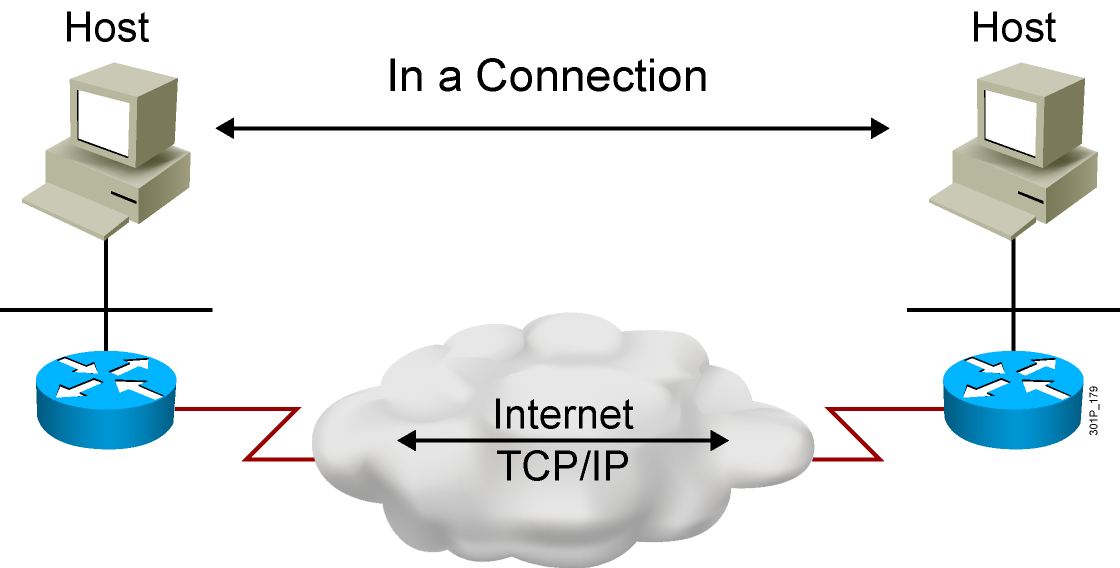 Host
Host
In a Connection
Internet
TCP/IP
301P_179